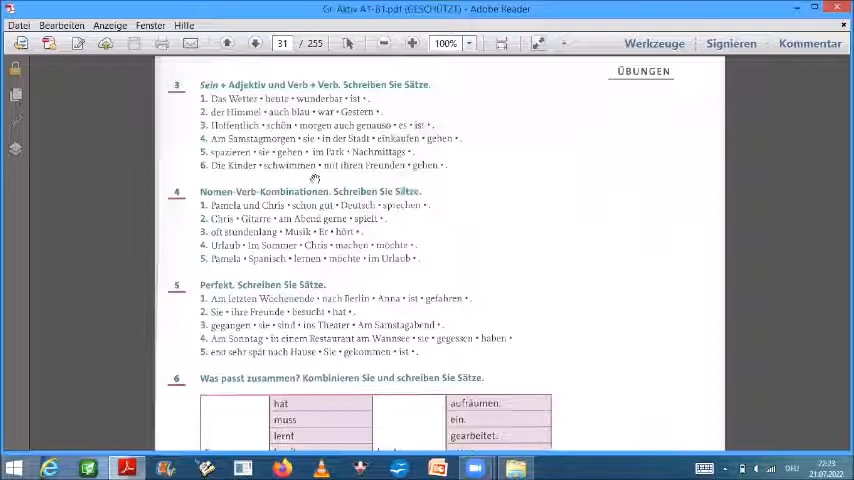 Gr. Aktiv A1-B1.pdf (GESCHÜTZT) - Adobe Reader
Datei Bearbeiten Anzeige Fenster Hilfe
31 / 255 100% Werkzeuge Signieren Kommentar
ÜBUNGEN
3 Sein + Adjektiv und Verb + Verb. Schreiben Sie Sätze.
1. Das Wetter • heute • wunderbar • ist • .
2. der Himmel • auch blau • war • Gestern • .
3. Hoffentlich • schön • morgen auch genauso • es • ist • .
4. Am Samstagmorgen • sie • in der Stadt • einkaufen • gehen • .
5. spazieren • sie • gehen • im Park • Nachmittags • .
6. Die Kinder • schwimmen • mit ihren Freunden • gehen • .
4 Nomen-Verb-Kombinationen. Schreiben Sie Sätze.
1. Pamela und Chris • schon gut • Deutsch • sprechen • .
2. Chris • Gitarre • am Abend gerne • spielt • .
3. oft stundenlang • Musik • Er • hört • .
4. Urlaub • Im Sommer • Chris • machen • möchte • .
5. Pamela • Spanisch • lernen • möchte • im Urlaub • .
5 Perfekt. Schreiben Sie Sätze.
1. Am letzten Wochenende • nach Berlin • Anna • ist • gefahren • .
2. Sie • ihre Freunde • besucht • hat • .
3. gegangen • sie • sind • ins Theater • Am Samstagabend • .
4. Am Sonntag • in einem Restaurant am Wannsee • sie • gegessen • haben •
5. erst sehr spät nach Hause • Sie • gekommen • ist • .
6 Was passt zusammen? Kombinieren Sie und schreiben Sie Sätze.
hat aufräumen.
muss ein.
lernt gearbeitet.
DEU
22:23
21.07.2022